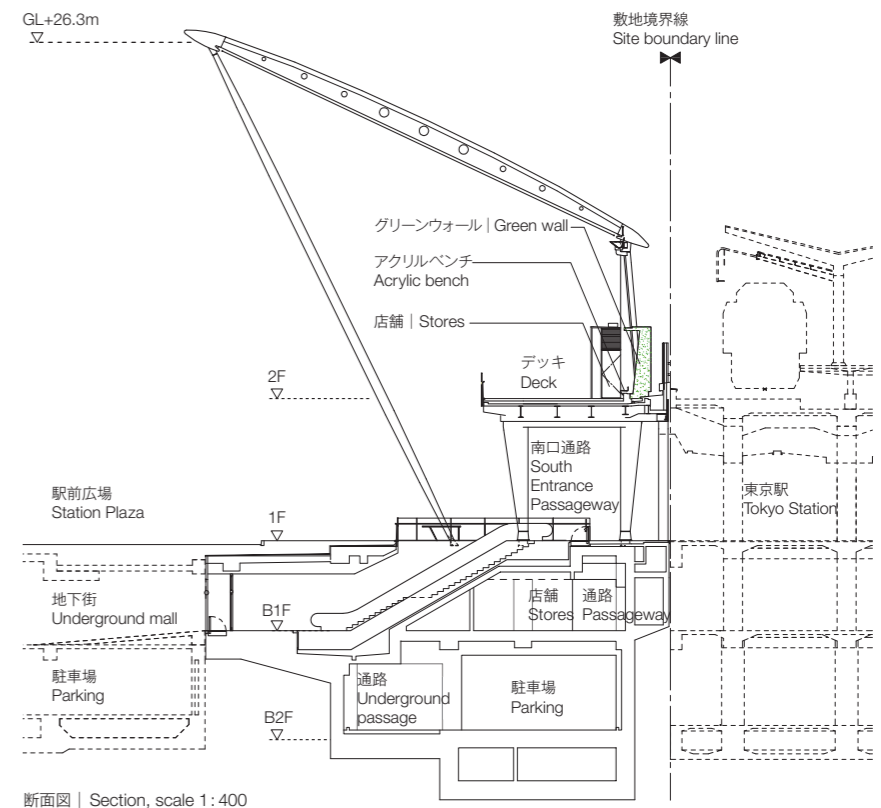 GL+26.3m
敷地境界線
Site boundary line
グリーンウォール | Green wall
アクリルベンチ
Acrylic bench
店舗 | Stores
デッキ
Deck
2F
南口通路
South
Entrance
Passageway
東京駅
Tokyo Station
駅前広場
Station Plaza
1F
地下街
Underground mall
B1F
店舗
Stores
通路
Passageway
駐車場
Parking
通路
Underground
passage
駐車場
Parking
B2F
断面図 | Section, scale 1:400